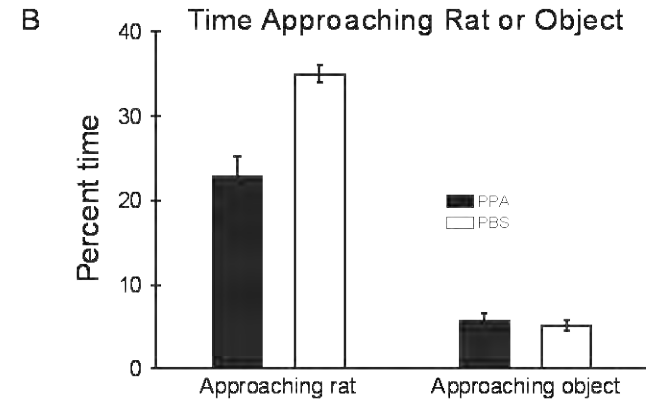 B
Time Approaching Rat or Object
40
30
20
10
0
Percent time
PPA
PBS
Approaching rat
Approaching object